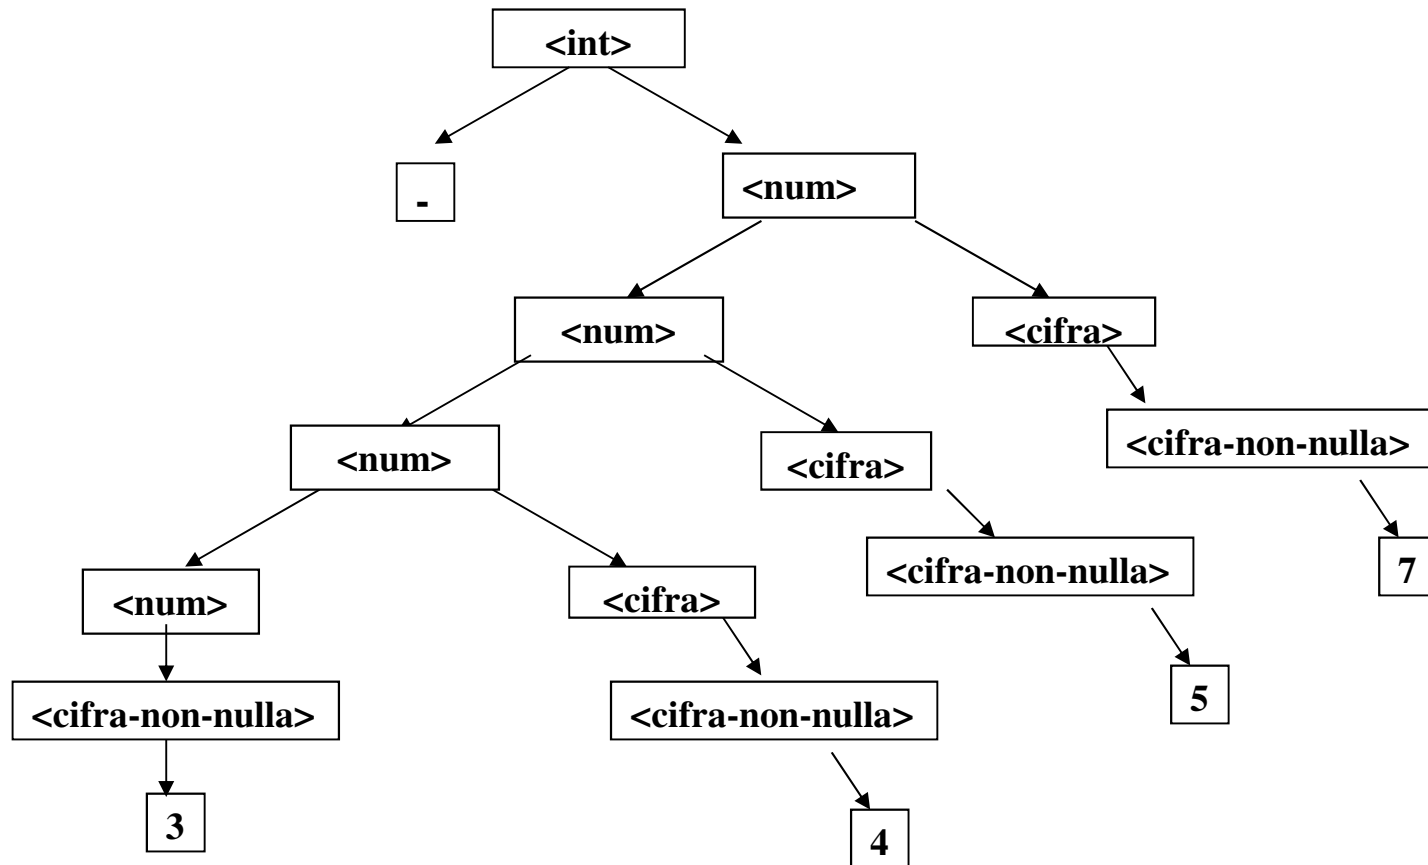 <int>
-
<num>
<num>
<cifra>
<num>
<cifra>
<cifra-non-nulla>
<num>
<cifra>
<cifra-non-nulla>
7
<cifra-non-nulla>
<cifra-non-nulla>
5
3
4